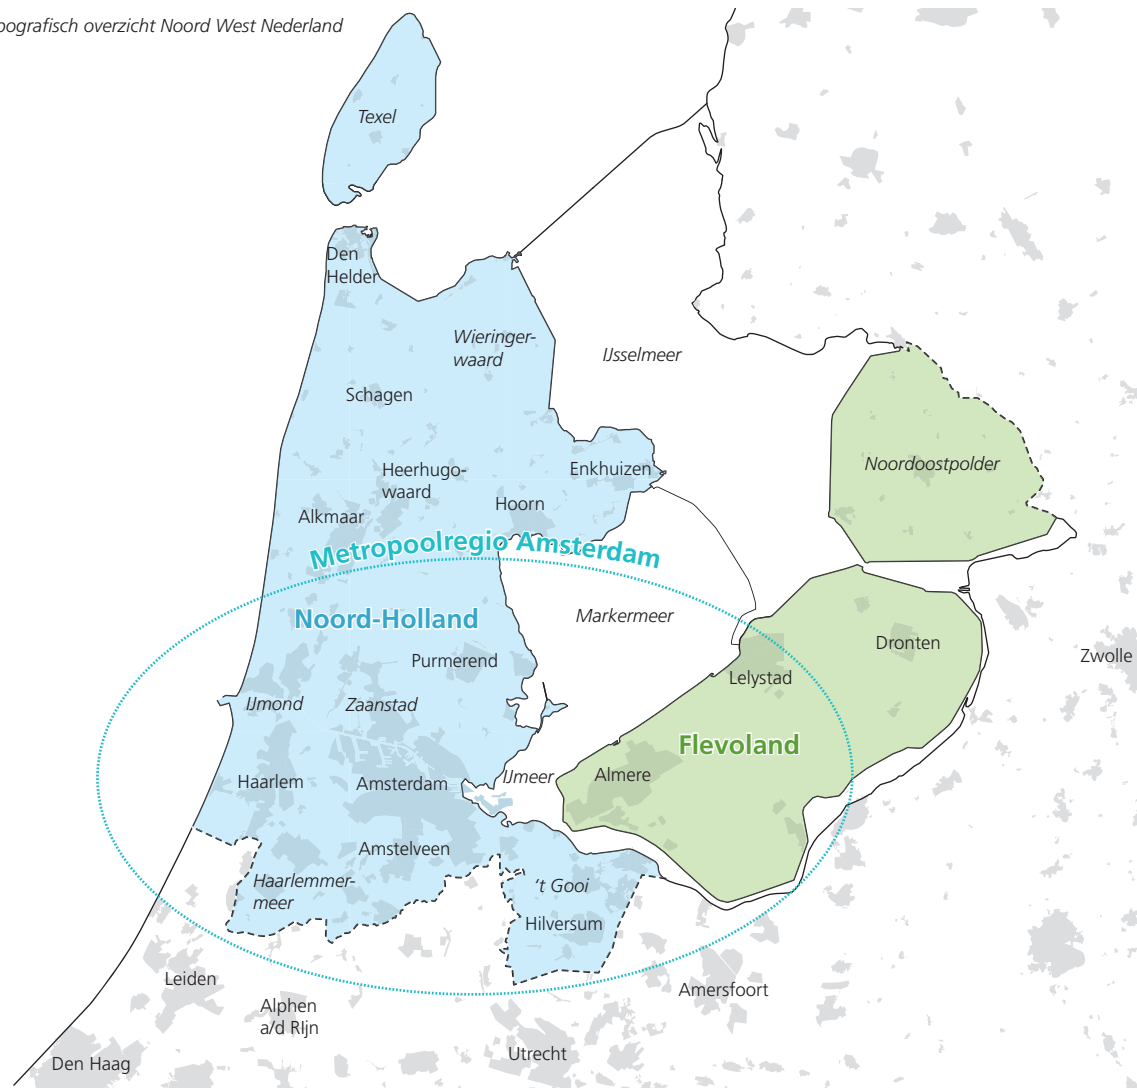 pografisch overzicht Noord West Nederland
Texel
Den
Helder
Wieringer-
waard
IJsselmeer
Schagen
Heerhugo-
waard
Enkhuizen
Noordoostpolder
Hoorn
Alkmaar
Metropoolregio Amsterdam
Noord-Holland
Markermeer
Purmerend
Dronten
Zwolle
Lelystad
IJmond
Zaanstad
Flevoland
Haarlem
Amsterdam
IJmeer
Almere
Amstelveen
Haarlemmer-
meer
't Gooi
Hilversum
Leiden
Amersfoort
Alphen
a/d RIjn
Utrecht
Den Haag